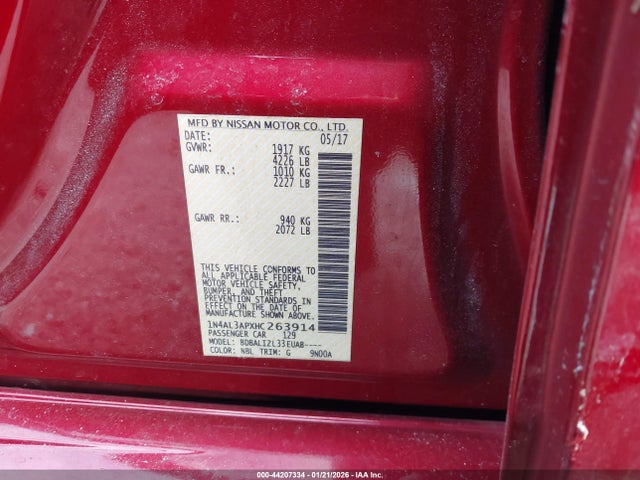 MFD BY NISSAN MOTOR CO., LTD.
DATE: 05/17
GVWR: 1917 KG
4226 LB
GAWR FR.: 1010 KG
2227 LB
GAWR RR.: 940 KG
2072 LB
THIS VEHICLE CONFORMS TO
ALL APPLICABLE FEDERAL
MOTOR VEHICLE SAFETY,
BUMPER, AND THEFT
PREVENTION STANDARDS IN
EFFECT ON THE DATE OF
MANUFACTURE SHOWN ABOVE.
1N4AL3APXHC263914
PASSENGER CAR 129
MODEL: BDBALIZL33EUA8----
COLOR: NBL TRIM: G 9N00A
000-44207334 - 01/21/2026 - IAA Inc.